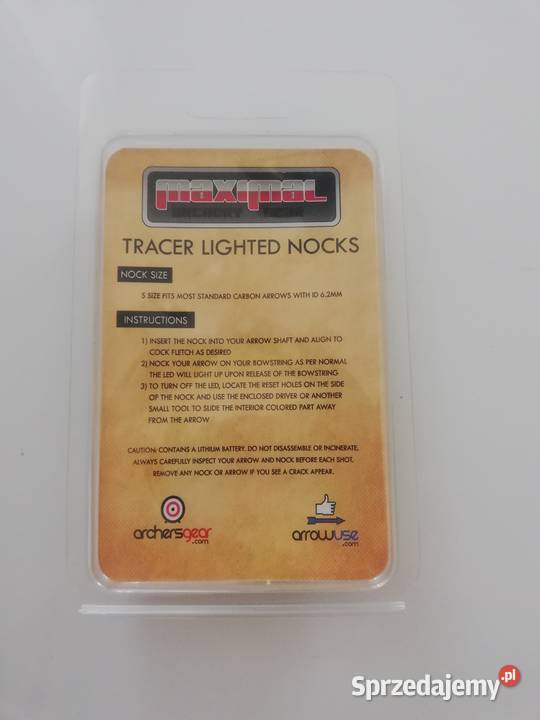 maximal
ARCHERY TEAM
TRACER LIGHTED NOCKS
NOCK SIZE
S SIZE FITS MOST STANDARD CARBON ARROWS WITH ID 6.2MM
INSTRUCTIONS
1) INSERT THE NOCK INTO YOUR ARROW SHAFT AND ALIGN TO
COCK FLETCH AS DESIRED
2) NOCK YOUR ARROW ON YOUR BOWSTRING AS PER NORMAL
THE LED WILL LIGHT UP UPON RELEASE OF THE BOWSTRING
3) TO TURN OFF THE LED, LOCATE THE RESET HOLES ON THE SIDE
OF THE NOCK AND USE THE ENCLOSED DRIVER OR ANOTHER
SMALL TOOL TO SLIDE THE INTERIOR COLORED PART AWAY
FROM THE ARROW
CAUTION: CONTAINS A LITHIUM BATTERY. DO NOT DISASSEMBLE OR INCINERATE.
ALWAYS CAREFULLY INSPECT YOUR ARROW AND NOCK BEFORE EACH SHOT.
REMOVE ANY NOCK OR ARROW IF YOU SEE A CRACK APPEAR.
archersgear
.com
arrowuse
.com
Sprzedajemy.pl